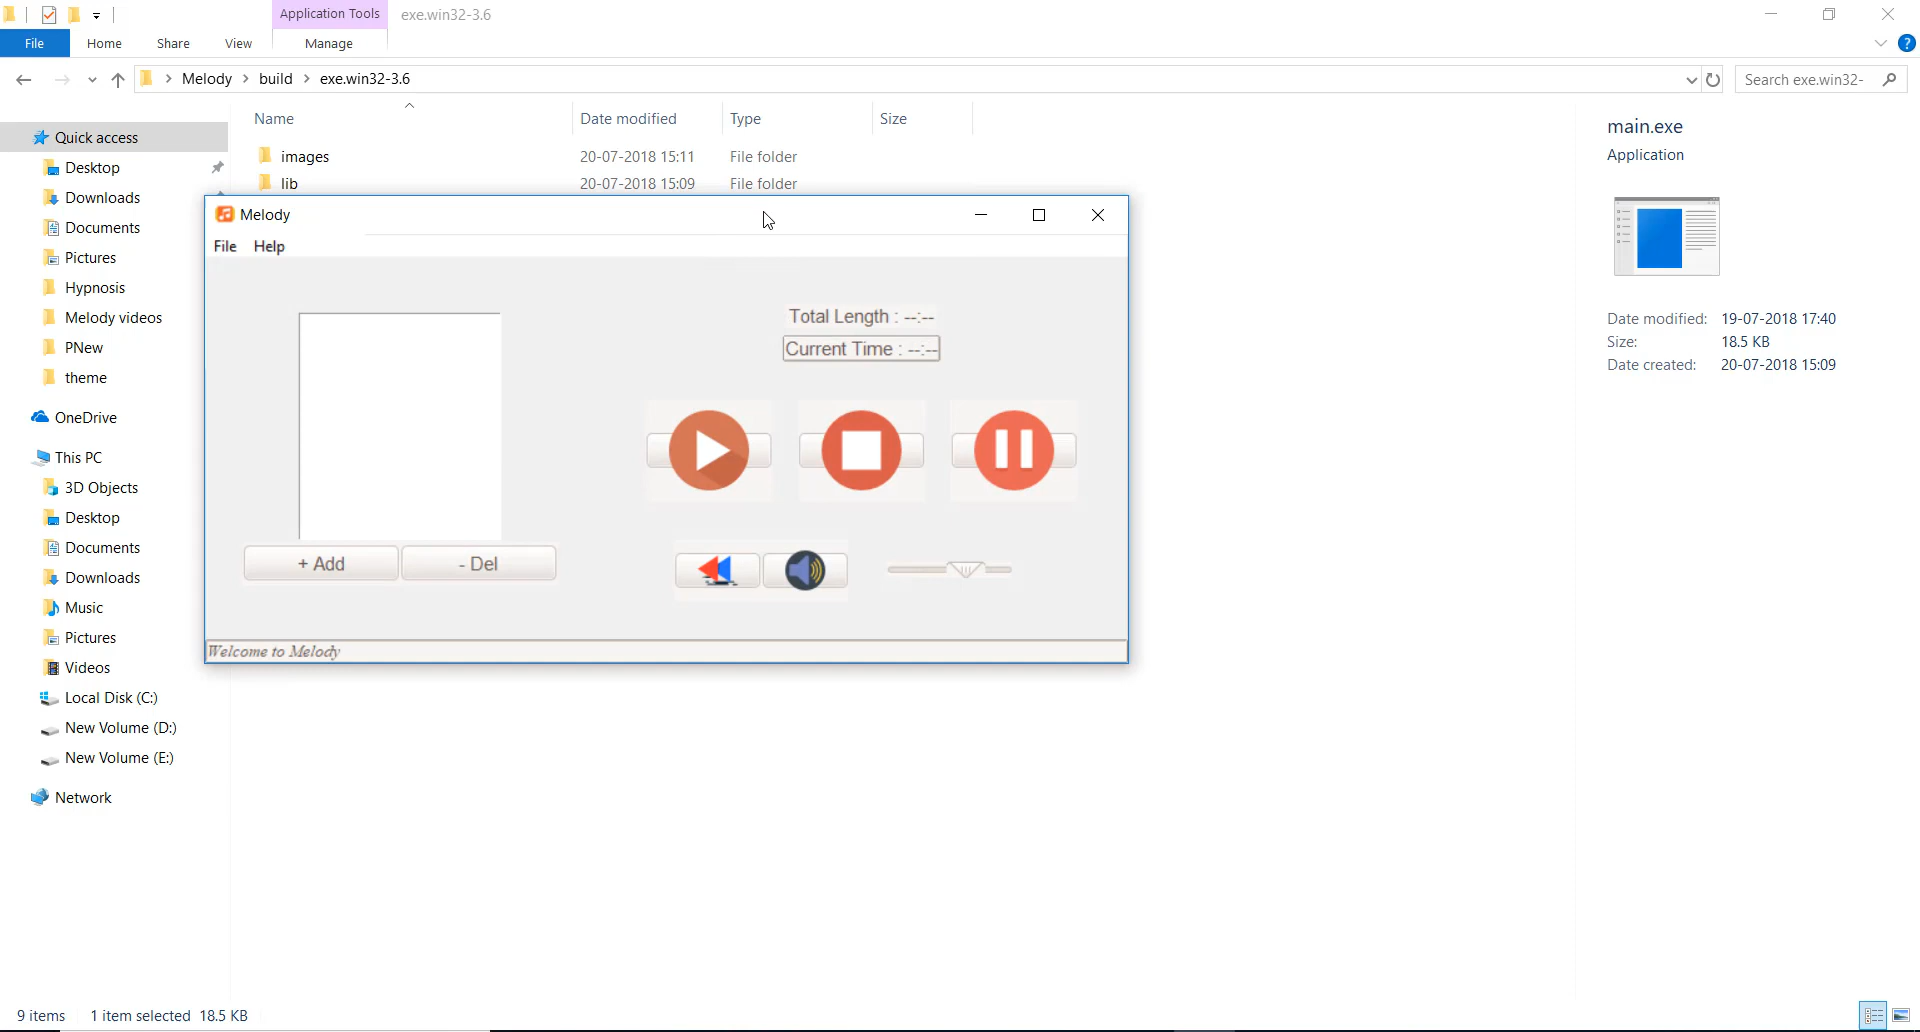 Application Tools
exe.win32-3.6
File
Home
Share
View
Manage
Melody
build
exe.win32-3.6
Search exe.win32-
Name
Date modified
Type
Size
images
20-07-2018 15:11
File folder
lib
20-07-2018 15:09
File folder
Quick access
Desktop
Downloads
Documents
Pictures
Hypnosis
Melody videos
PNew
theme
OneDrive
This PC
3D Objects
Desktop
Documents
Downloads
Music
Pictures
Videos
Local Disk (C:)
New Volume (D:)
New Volume (E:)
Network
Melody
File
Help
Total Length : --:--
Current Time : --:--
+ Add
- Del
Welcome to Melody
main.exe
Application
Date modified: 19-07-2018 17:40
Size: 18.5 KB
Date created: 20-07-2018 15:09
9 items
1 item selected 18.5 KB